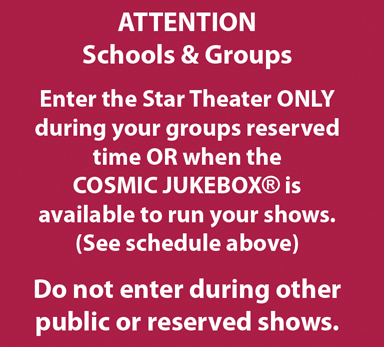 ATTENTION
Schools & Groups
Enter the Star Theater ONLY
during your groups reserved
time OR when the
COSMIC JUKEBOX® is
available to run your shows.
(See schedule above)
Do not enter during other
public or reserved shows.